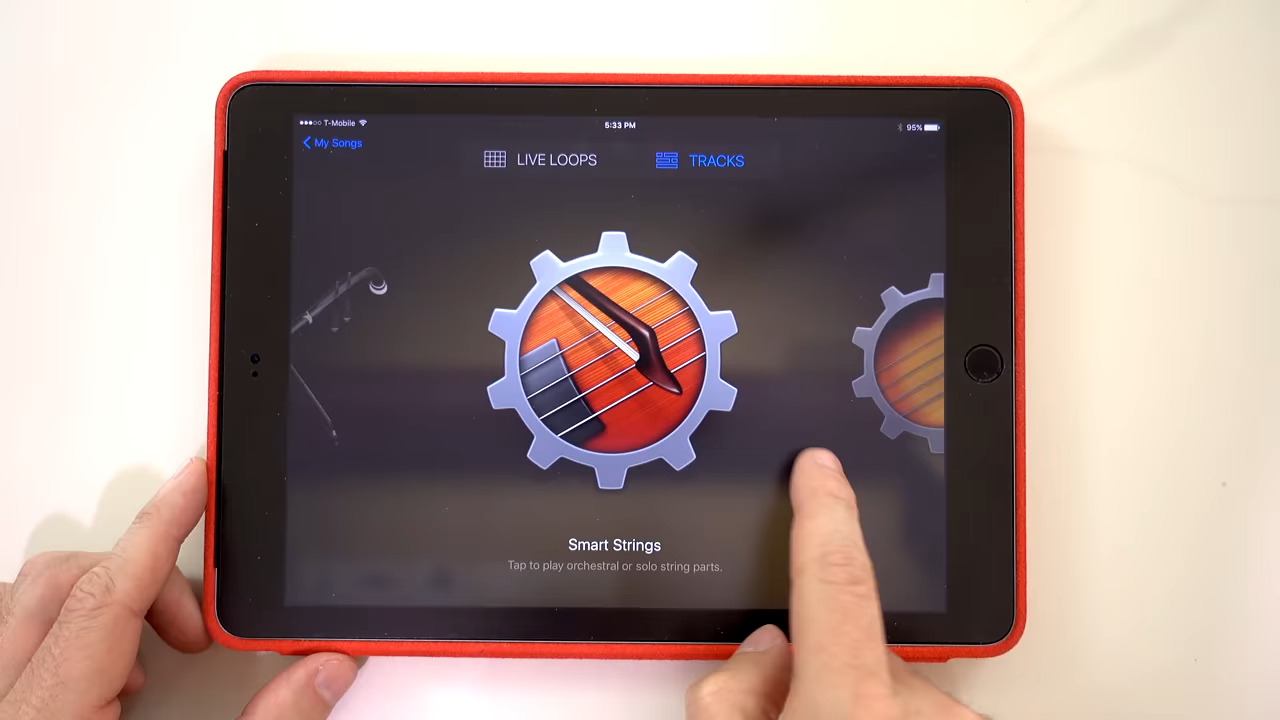 T-Mobile
5:33 PM
95%
My Songs
LIVE LOOPS
TRACKS
Smart Strings
Tap to play orchestral or solo string parts.